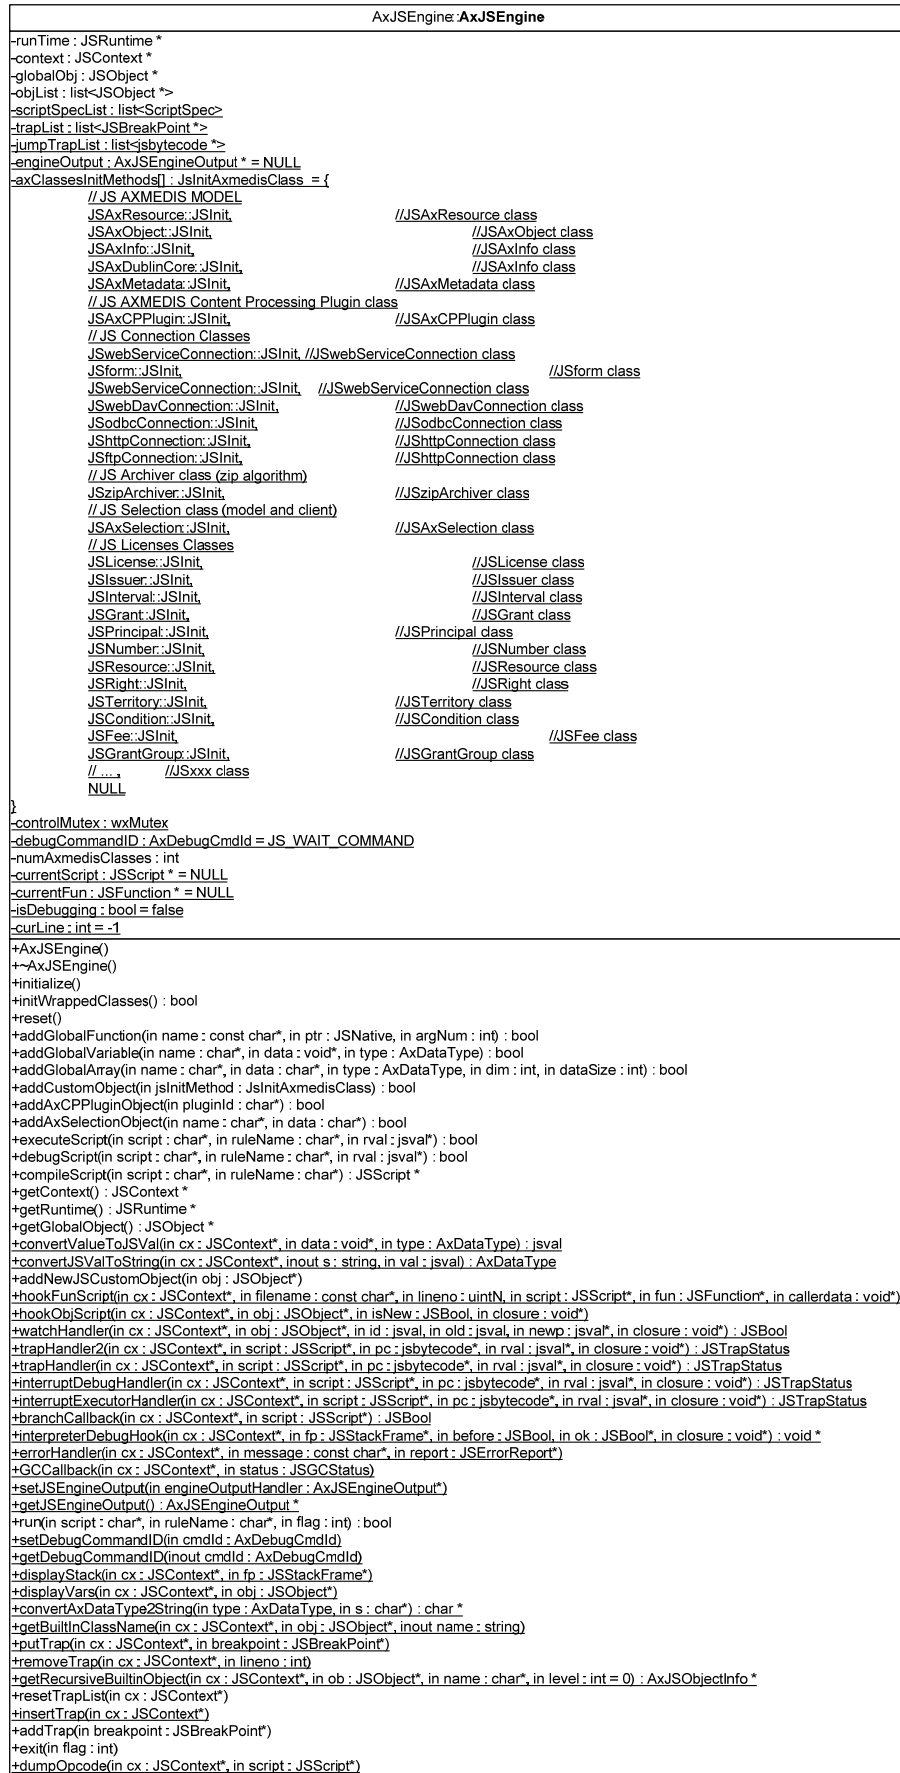 AxJSEngine::AxJSEngine
-runTime : JSRuntime *
-context : JSContext *
-globalObj : JSObject *
-objList : list<JSObject *>
-scriptSpecList : list<ScriptSpec>
-trapList : list<JSBreakPoint *>
-jumpTrapList : list<jsbytecode *>
-engineOutput : AxJSEngineOutput * = NULL
-axClassesInitMethods[] : JsInitAxmedisClass = {
// JS AXMEDIS MODEL
JSAxResource::JSInit, //JSAxResource class
JSAxObject::JSInit, //JSAxObject class
JSAxInfo::JSInit, //JSAxInfo class
JSAxDublinCore::JSInit, //JSAxInfo class
JSAxMetadata::JSInit, //JSAxMetadata class
// JS AXMEDIS Content Processing Plugin class
JSAxCPPlugin::JSInit, //JSAxCPPlugin class
// JS Connection Classes
JSwebServiceConnection::JSInit, //JSwebServiceConnection class
JSform::JSInit, //JSform class
JSwebServiceConnection::JSInit, //JSwebServiceConnection class
JSwebDavConnection::JSInit, //JSwebDavConnection class
JSodbcConnection::JSInit, //JSodbcConnection class
JShttpConnection::JSInit, //JShttpConnection class
JSftpConnection::JSInit, //JShttpConnection class
// JS Archiver class (zip algorithm)
JSzipArchiver::JSInit, //JSzipArchiver class
// JS Selection class (model and client)
JSAxSelection::JSInit, //JSAxSelection class
// JS Licenses Classes
JSLicense::JSInit, //JSLicense class
JSIssuer::JSInit, //JSIssuer class
JSInterval::JSInit, //JSInterval class
JSGrant::JSInit, //JSGrant class
JSPrincipal::JSInit, //JSPrincipal class
JSNumber::JSInit, //JSNumber class
JSResource::JSInit, //JSResource class
JSRight::JSInit, //JSRight class
JSTerritory::JSInit, //JSTerritory class
JSCondition::JSInit, //JSCondition class
JSFee::JSInit, //JSFee class
JSGrantGroup::JSInit, //JSGrantGroup class
// ... , //JSxxx class
NULL
}
-controlMutex : wxMutex
-debugCommandID : AxDebugCmdId = JS_WAIT_COMMAND
-numAxmedisClasses : int
-currentScript : JSScript * = NULL
-currentFun : JSFunction * = NULL
-isDebugging : bool = false
-curLine : int = -1
+AxJSEngine()
+~AxJSEngine()
+initialize()
+initWrappedClasses() : bool
+reset()
+addGlobalFunction(in name : const char*, in ptr : JSNative, in argNum : int) : bool
+addGlobalVariable(in name : char*, in data : void*, in type : AxDataType) : bool
+addGlobalArray(in name : char*, in data : char*, in type : AxDataType, in dim : int, in dataSize : int) : bool
+addCustomObject(in jsInitMethod : JsInitAxmedisClass) : bool
+addAxCPPluginObject(in pluginId : char*) : bool
+addAxSelectionObject(in name : char*, in data : char*) : bool
+executeScript(in script : char*, in ruleName : char*, in rval : jsval*) : bool
+debugScript(in script : char*, in ruleName : char*, in rval : jsval*) : bool
+compileScript(in script : char*, in ruleName : char*) : JSScript *
+getContext() : JSContext *
+getRuntime() : JSRuntime *
+getGlobalObject() : JSObject *
+convertValueToJSVal(in cx : JSContext*, in data : void*, in type : AxDataType) : jsval
+convertJSValToString(in cx : JSContext*, inout s : string, in val : jsval) : AxDataType
+addNewJSCustomObject(in obj : JSObject*)
+hookFunScript(in cx : JSContext*, in filename : const char*, in lineno : uintN, in script : JSScript*, in fun : JSFunction*, in callerdata : void*)
+hookObjScript(in cx : JSContext*, in obj : JSObject*, in isNew : JSBool, in closure : void*)
+watchHandler(in cx : JSContext*, in obj : JSObject*, in id : jsval, in old : jsval, in newp : jsval*, in closure : void*) : JSBool
+trapHandler2(in cx : JSContext*, in script : JSScript*, in pc : jsbytecode*, in rval : jsval*, in closure : void*) : JSTrapStatus
+trapHandler(in cx : JSContext*, in script : JSScript*, in pc : jsbytecode*, in rval : jsval*, in closure : void*) : JSTrapStatus
+interruptDebugHandler(in cx : JSContext*, in script : JSScript*, in pc : jsbytecode*, in rval : jsval*, in closure : void*) : JSTrapStatus
+interruptExecutorHandler(in cx : JSContext*, in script : JSScript*, in pc : jsbytecode*, in rval : jsval*, in closure : void*) : JSTrapStatus
+branchCallback(in cx : JSContext*, in script : JSScript*) : JSBool
+interpreterDebugHook(in cx : JSContext*, in fp : JSStackFrame*, in before : JSBool, in ok : JSBool*, in closure : void*) : void *
+errorHandler(in cx : JSContext*, in message : const char*, in report : JSErrorReport*)
+GCCallback(in cx : JSContext*, in status : JSGCStatus)
+setJSEngineOutput(in engineOutputHandler : AxJSEngineOutput*)
+getJSEngineOutput() : AxJSEngineOutput *
+run(in script : char*, in ruleName : char*, in flag : int) : bool
+setDebugCommandID(in cmdId : AxDebugCmdId)
+getDebugCommandID(inout cmdId : AxDebugCmdId)
+displayStack(in cx : JSContext*, in fp : JSStackFrame*)
+displayVars(in cx : JSContext*, in obj : JSObject*)
+convertAxDataType2String(in type : AxDataType, in s : char*) : char *
+getBuiltInClassName(in cx : JSContext*, in obj : JSObject*, inout name : string)
+putTrap(in cx : JSContext*, in breakpoint : JSBreakPoint*)
+removeTrap(in cx : JSContext*, in lineno : int)
+getRecursiveBuiltinObject(in cx : JSContext*, in ob : JSObject*, in name : char*, in level : int = 0) : AxJSObjectInfo *
+resetTrapList(in cx : JSContext*)
+insertTrap(in cx : JSContext*)
+addTrap(in breakpoint : JSBreakPoint*)
+exit(in flag : int)
+dumpOpcode(in cx : JSContext*, in script : JSScript*)